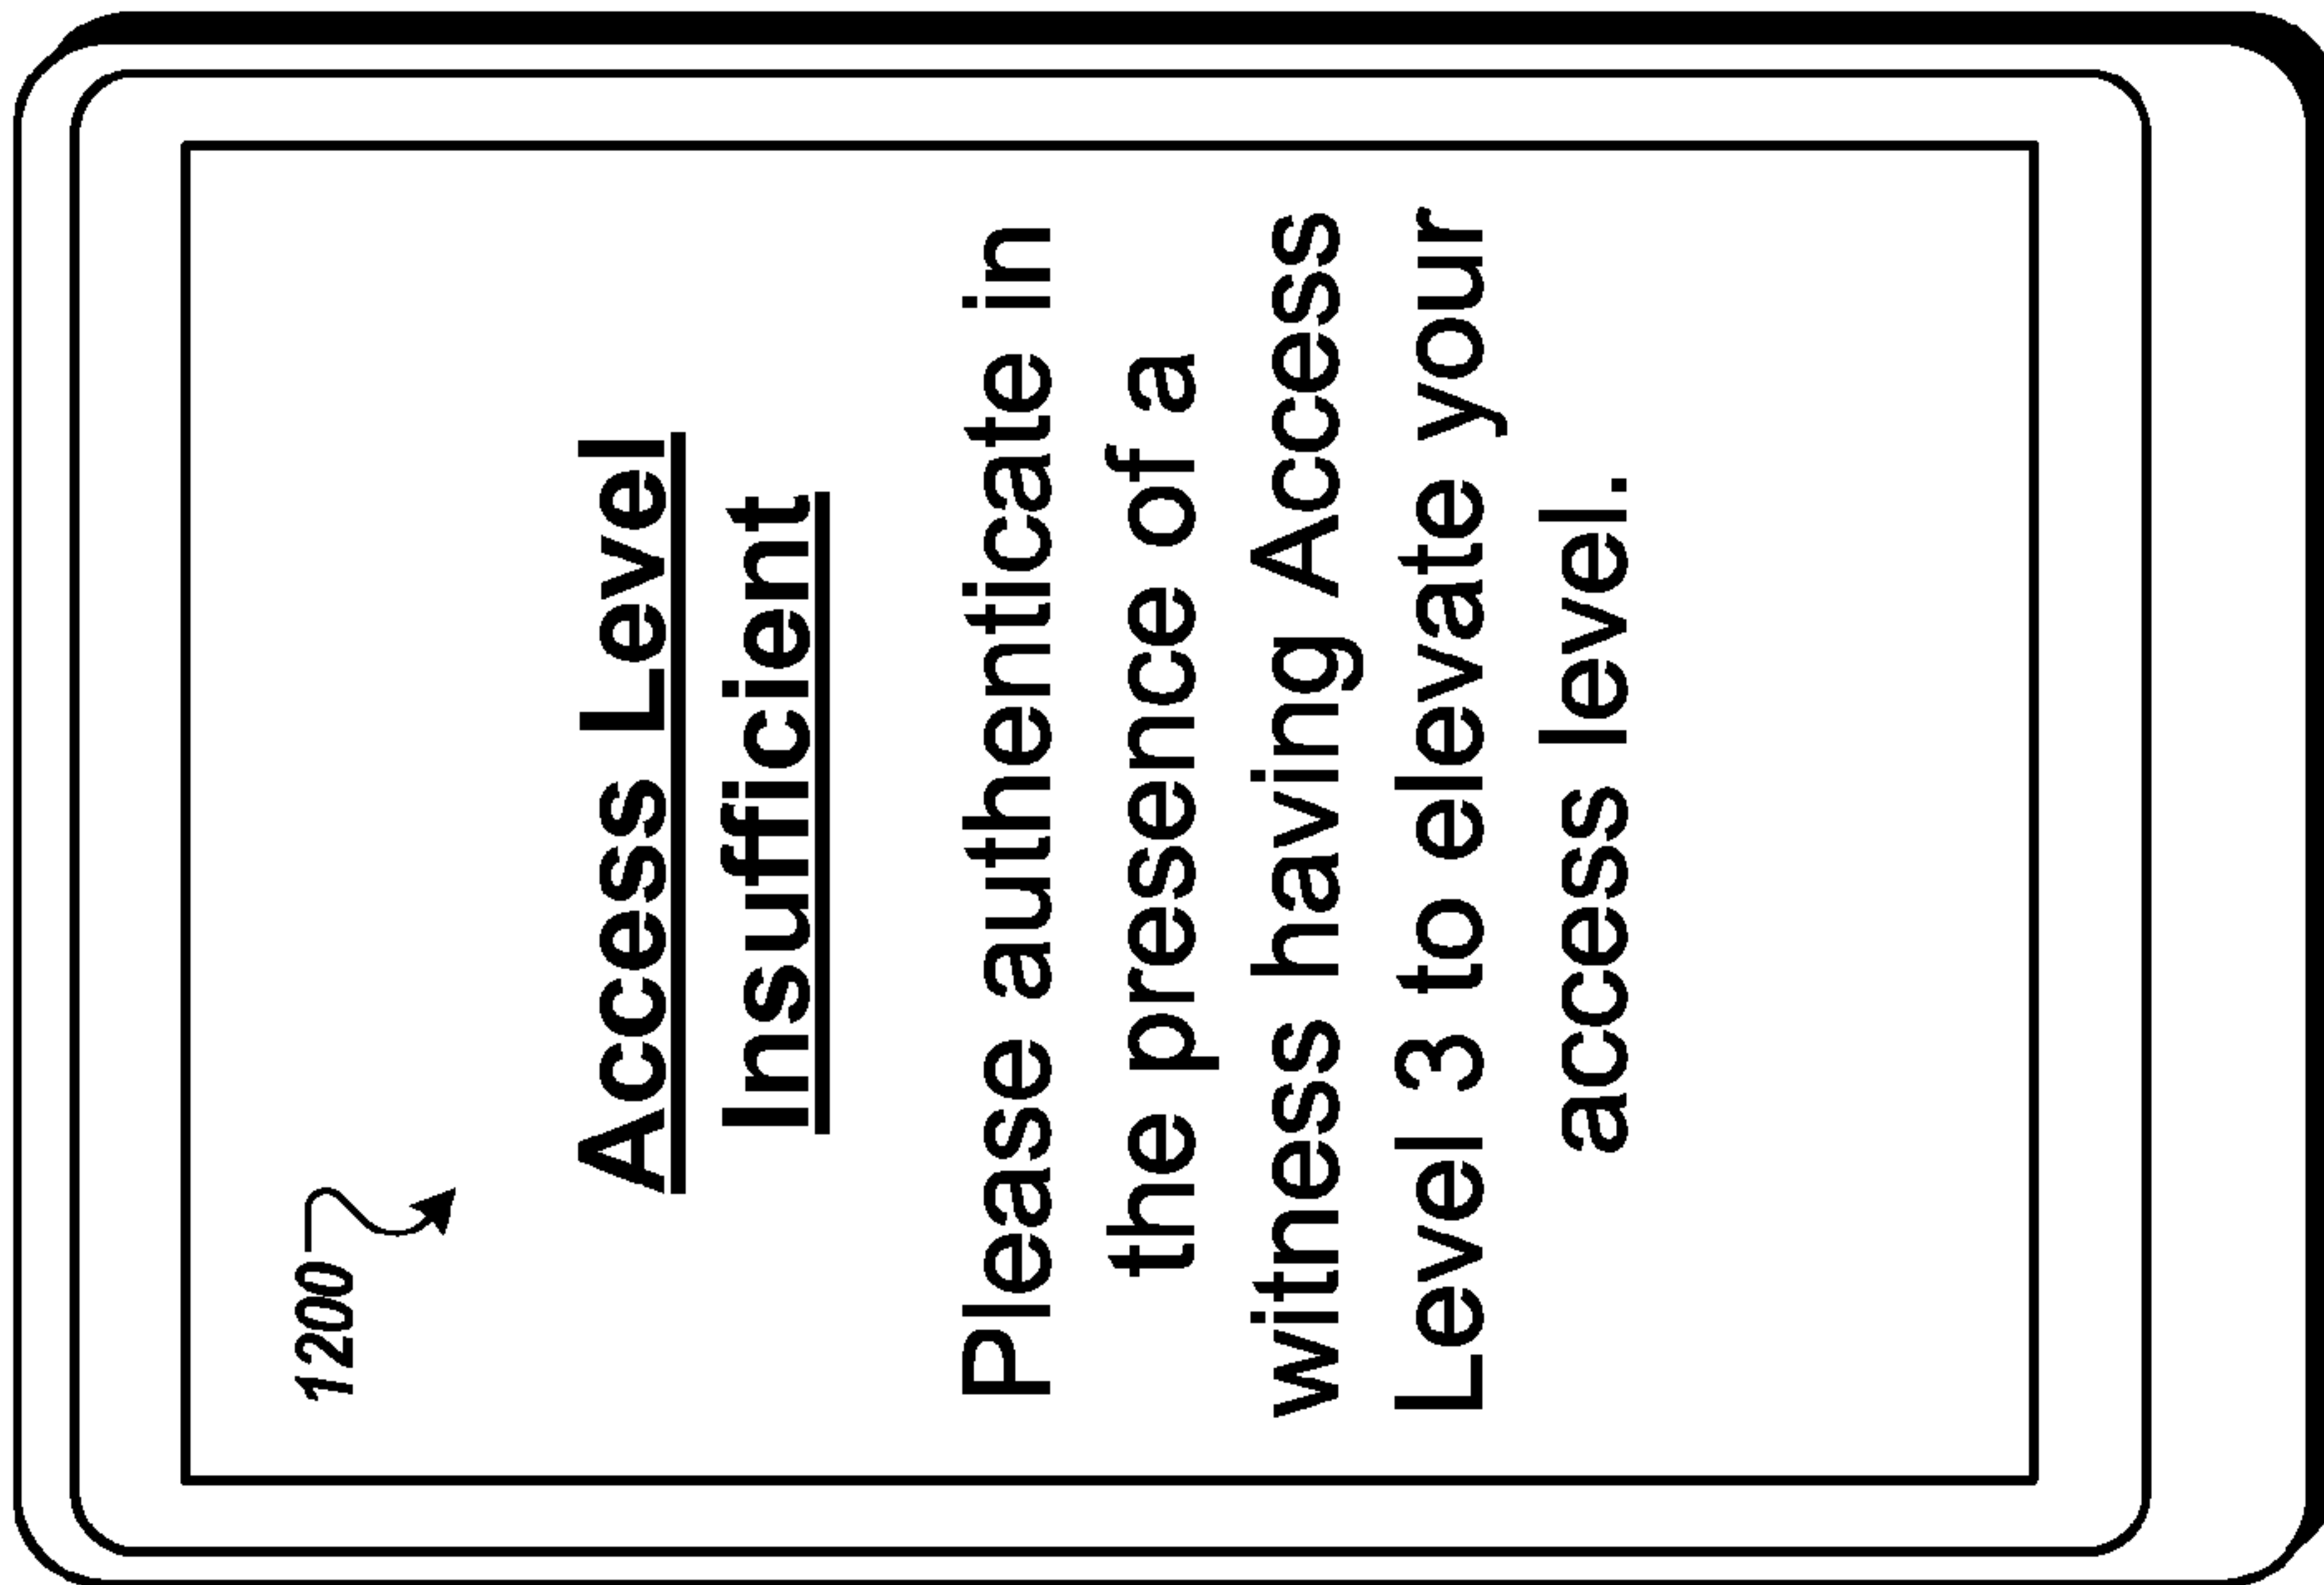 1200
Access Level
Insufficient
Please authenticate in
the presence of a
witness having Access
Level 3 to elevate your
access level.